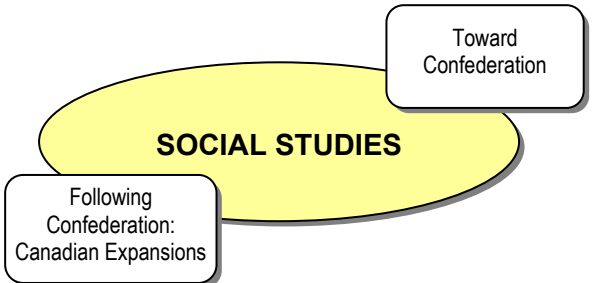 Toward
Confederation
SOCIAL STUDIES
Following
Confederation:
Canadian Expansions